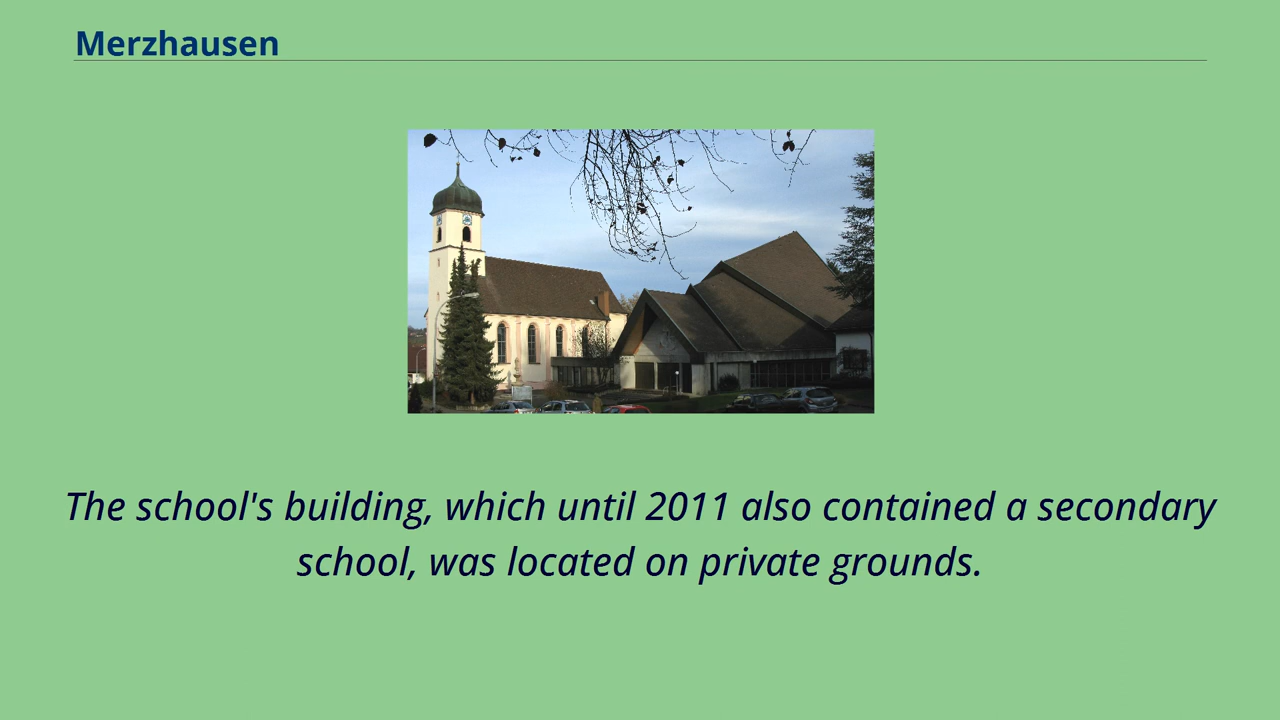 Merzhausen
The school's building, which until 2011 also contained a secondary
school, was located on private grounds.